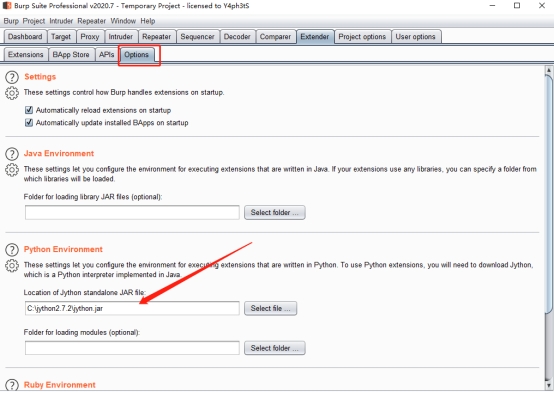 Burp Suite Professional v2020.7 - Temporary Project - licensed to Y4ph3tS
Burp Project Intruder Repeater Window Help
Dashboard Target Proxy Intruder Repeater Sequencer Decoder Comparer Extender Project options User options
Extensions BApp Store APIs Options
? Settings
These settings control how Burp handles extensions on startup.
Automatically reload extensions on startup
Automatically update installed BApps on startup
? Java Environment
These settings let you configure the environment for executing extensions that are written in Java. If your extensions use any libraries, you can specify a folder from
which libraries will be loaded.
Folder for loading library JAR files (optional):
Select folder ...
? Python Environment
These settings let you configure the environment for executing extensions that are written in Python. To use Python extensions, you will need to download Jython,
which is a Python interpreter implemented in Java.
Location of Jython standalone JAR file:
C:\jython2.7.2\jython.jar Select file ...
Folder for loading modules (optional):
Select folder ...
? Ruby Environment